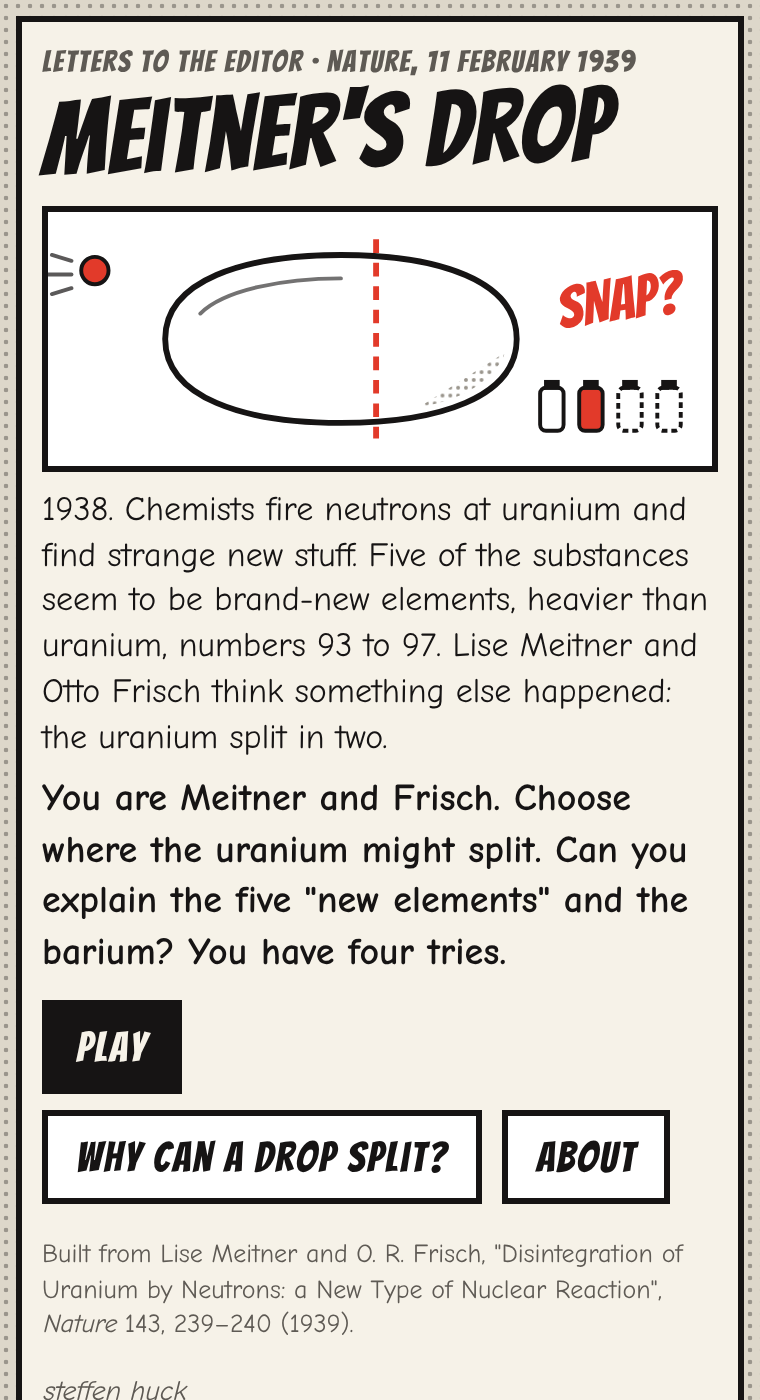 LETTERS TO THE EDITOR • NATURE, 11 FEBRUARY 1939
MEITNER'S DROP
SNAP?
1938. Chemists fire neutrons at uranium and
find strange new stuff. Five of the substances
seem to be brand-new elements, heavier than
uranium, numbers 93 to 97. Lise Meitner and
Otto Frisch think something else happened:
the uranium split in two.
You are Meitner and Frisch. Choose
where the uranium might split. Can you
explain the five "new elements" and the
barium? You have four tries.
PLAY
WHY CAN A DROP SPLIT?
ABOUT
Built from Lise Meitner and O. R. Frisch, "Disintegration of
Uranium by Neutrons: a New Type of Nuclear Reaction",
Nature 143, 239–240 (1939).
steffen huck